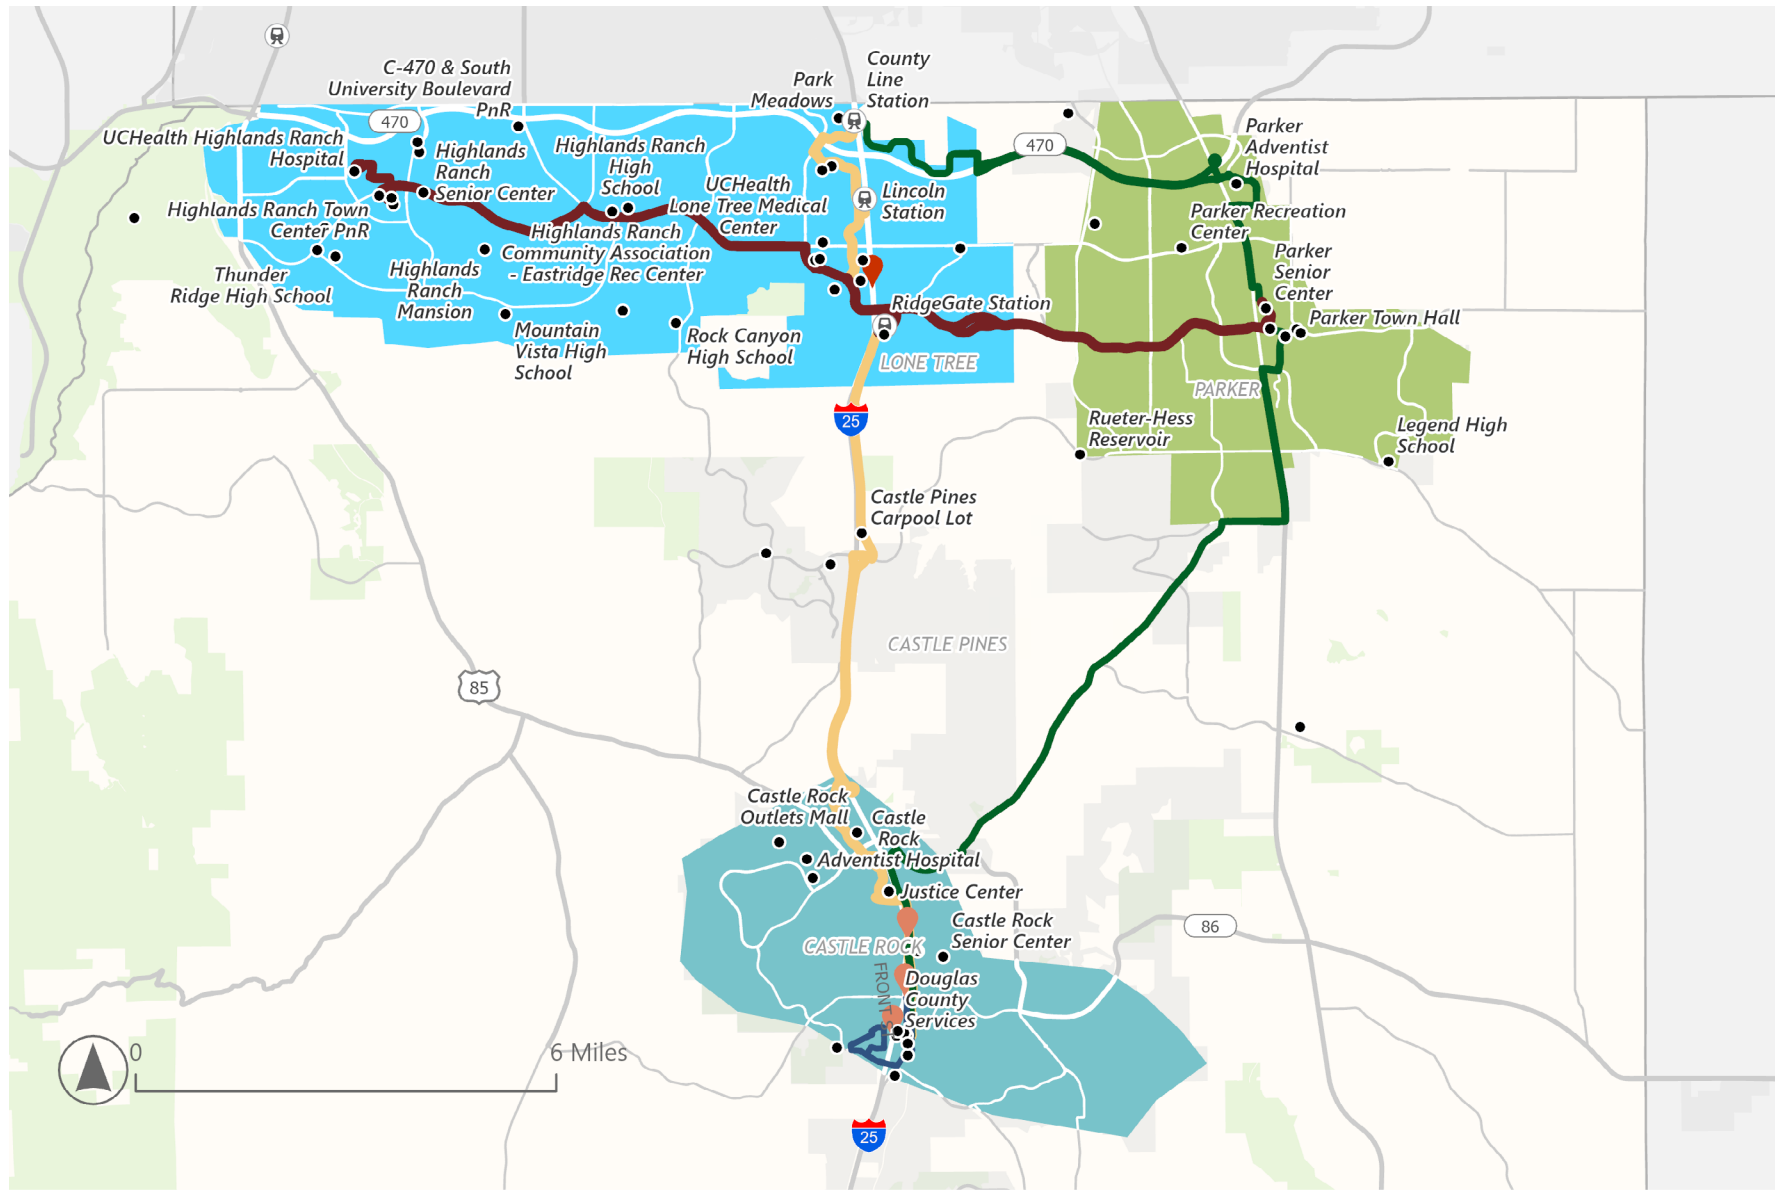 C-470 & South
University Boulevard
PnR
470
UCHealth Highlands Ranch
Hospital
Highlands
Ranch
Senior Center
Highlands Ranch
High
School
Park
Meadows
County
Line
Station
470
Parker
Adventist
Hospital
UCHealth
Lone Tree Medical
Center
Lincoln
Station
Highlands Ranch Town
Center PnR
Highlands Ranch
Community Association
- Eastridge Rec Center
Parker Recreation
Center
Parker
Senior
Center
Thunder
Ridge High School
Highlands
Ranch
Mansion
RidgeGate Station
Parker Town Hall
Mountain
Vista High
School
Rock Canyon
High School
LONE TREE
PARKER
25
Rueter-Hess
Reservoir
Legend High
School
Castle Pines
Carpool Lot
CASTLE PINES
85
Castle Rock
Outlets Mall
Castle
Rock
Adventist Hospital
Justice Center
Castle Rock
Senior Center
86
CASTLE ROCK
FRONT
Douglas
County
Services
0
6 Miles
25